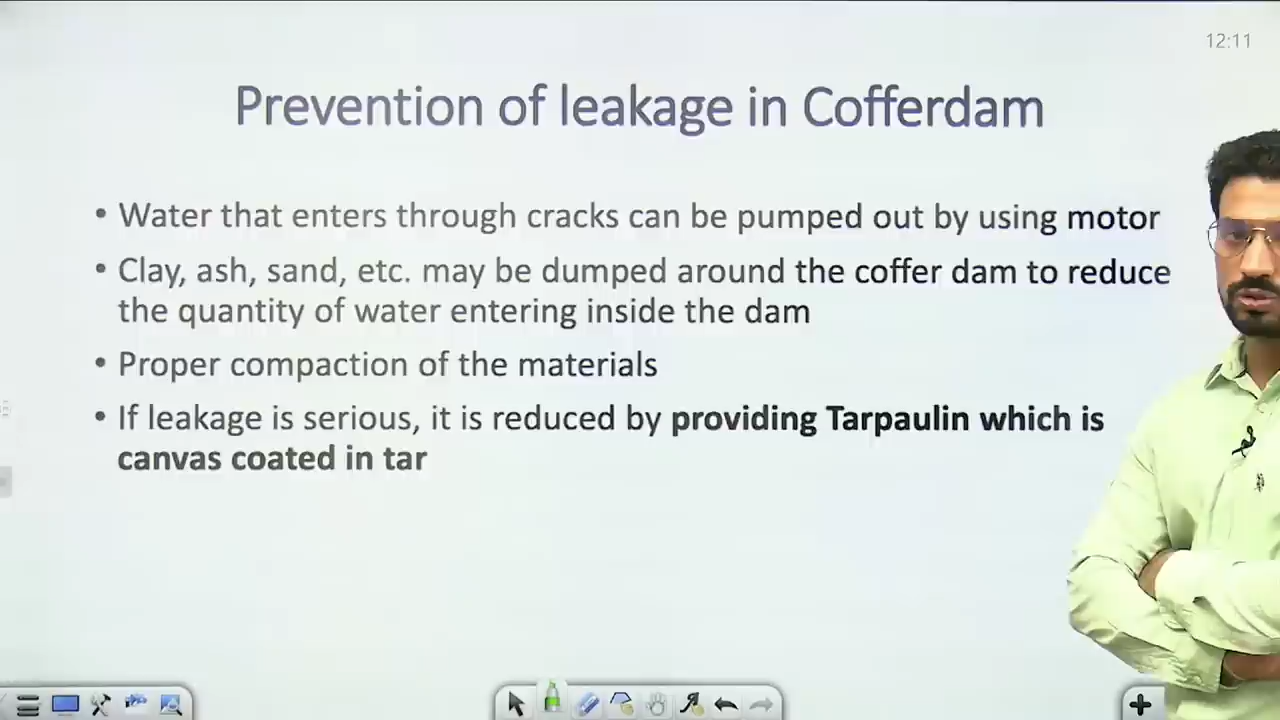 12:11
Prevention of leakage in Cofferdam
• Water that enters through cracks can be pumped out by using motor
• Clay, ash, sand, etc. may be dumped around the coffer dam to reduce
the quantity of water entering inside the dam
• Proper compaction of the materials
• If leakage is serious, it is reduced by providing Tarpaulin which is
canvas coated in tar